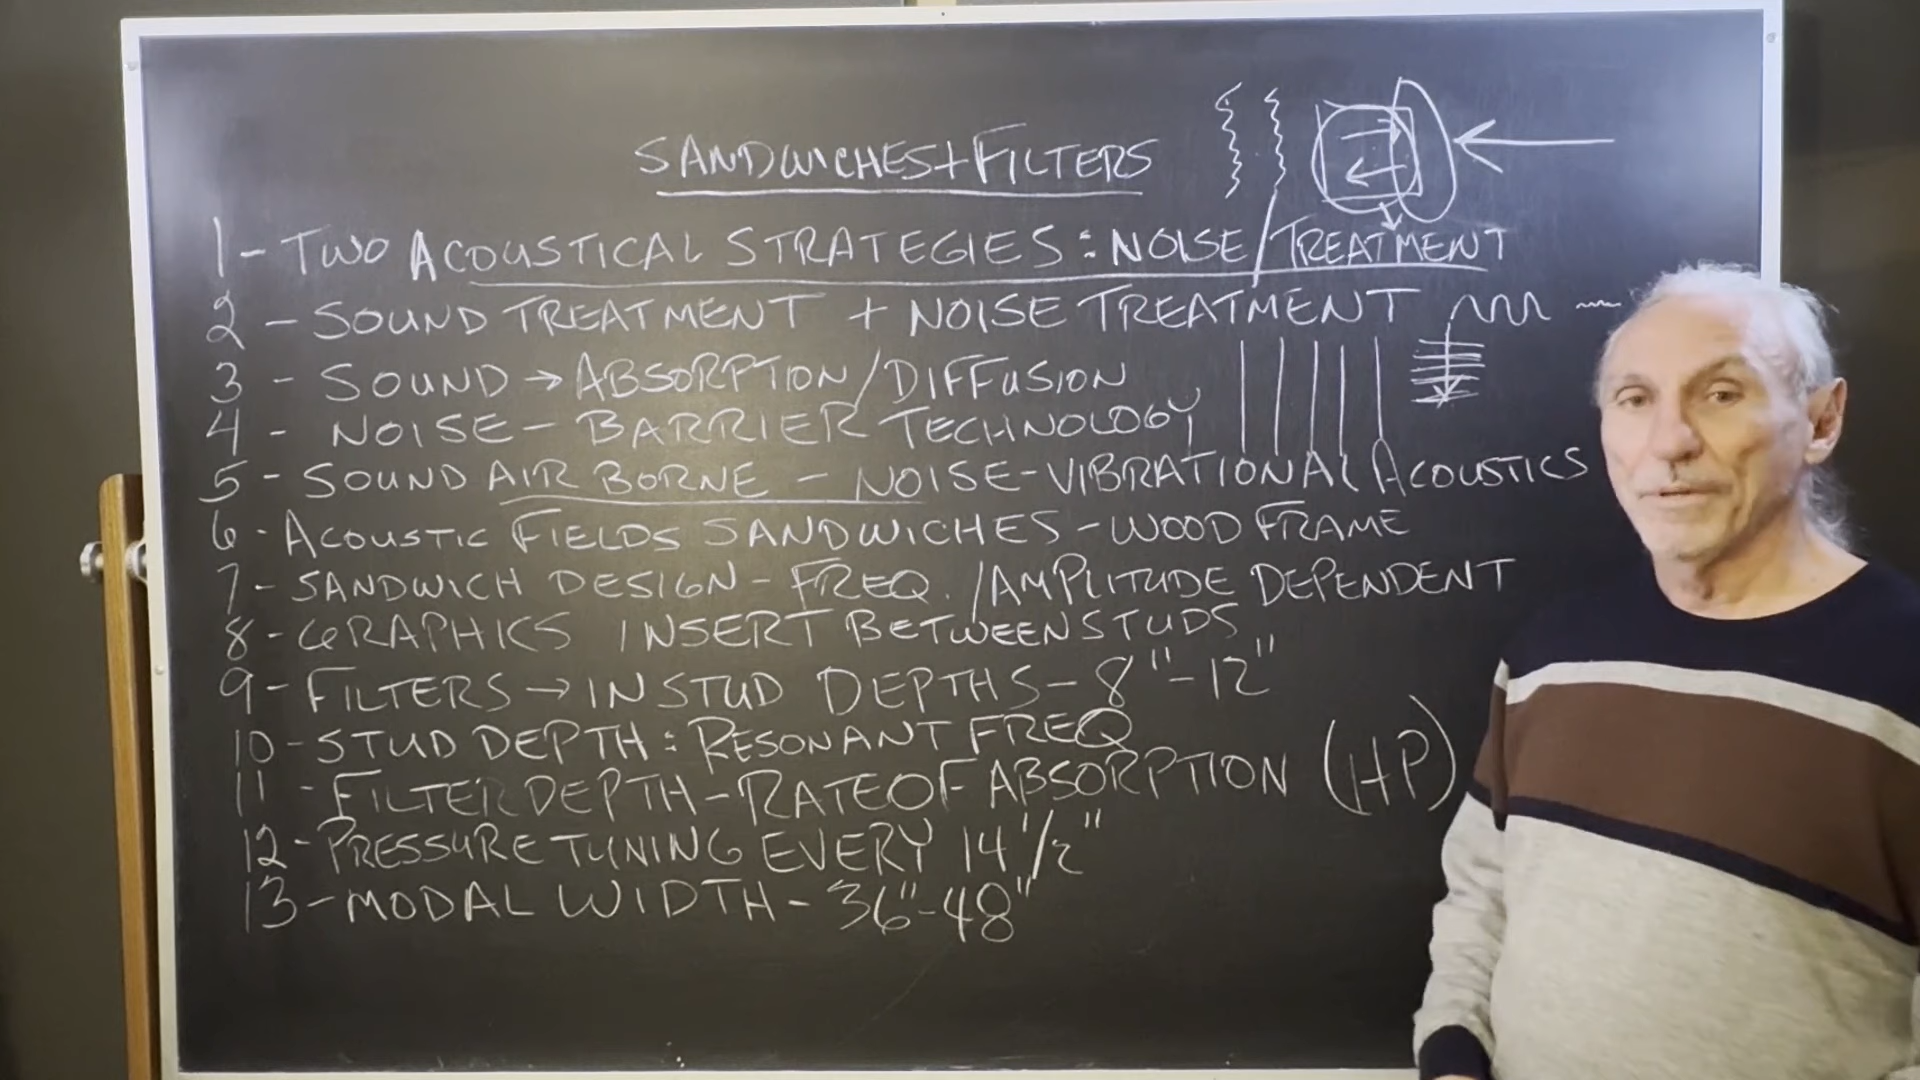 SANDWICHES+FILTERS
1-TWO ACOUSTICAL STRATEGIES:NOISE/TREATMENT
2-SOUND TREATMENT + NOISE TREATMENT
3-SOUND→ABSORPTION/DIFFUSION
4-NOISE-BARRIER TECHNOLOGY
5-SOUND AIR BORNE-NOISE-VIBRATIONAL ACOUSTICS
6-ACOUSTIC FIELDS SANDWICHES-WOOD FRAME
7-SANDWICH DESIGN-FREQ./AMPLITUDE DEPENDENT
8-GRAPHICS INSERT BETWEEN STUDS
9-FILTERS→IN STUD DEPTHS-8"-12"
10-STUD DEPTH:RESONANT FREQ
11-FILTER DEPTH-RATE OF ABSORPTION (HP)
12-PRESSURE TUNING EVERY 14 1/2"
13-MODAL WIDTH-36"-48"